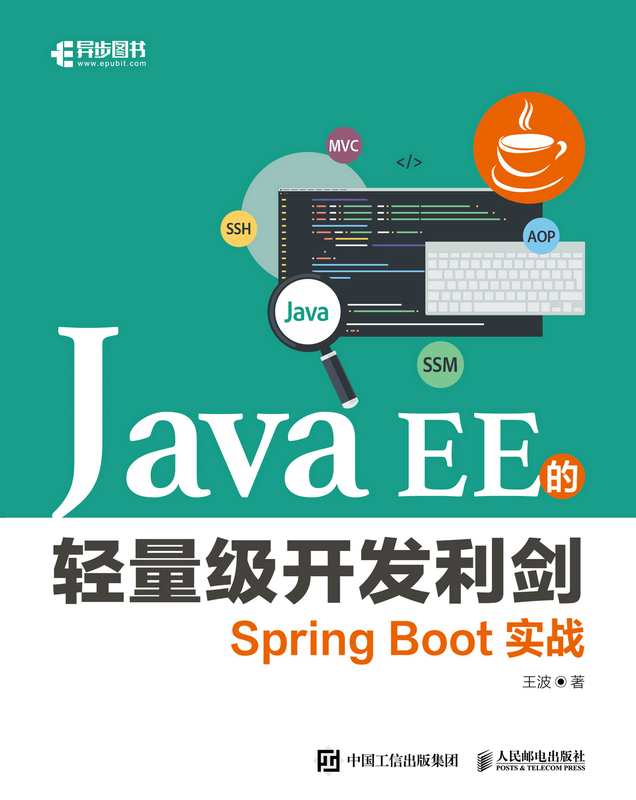 异步图书
www.epubit.com
MVC
</>
SSH
AOP
Java
SSM
Java EE的
轻量级开发利剑
Spring Boot 实战
王波◉著
中国工信出版集团
人民邮电出版社
POSTS & TELECOM PRESS